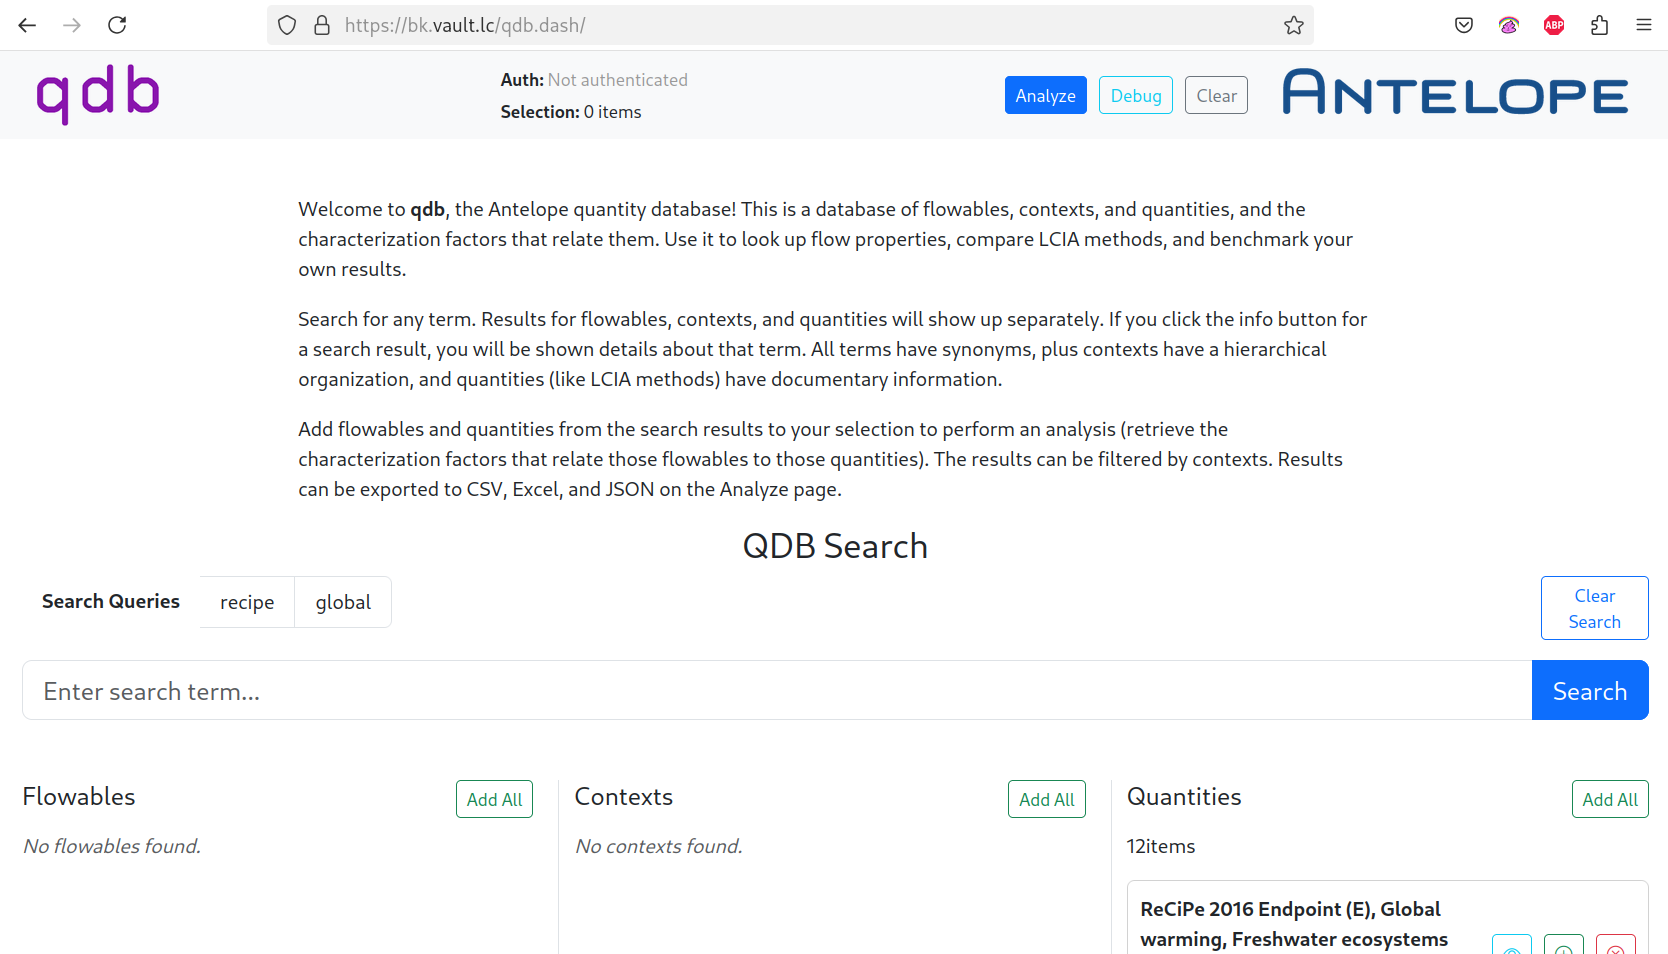 https://bk.vault.lc/qdb.dash/
ABP
qdb
Auth: Not authenticated
Selection: 0 items
Analyze
Debug
Clear
ANTELOPE
Welcome to qdb, the Antelope quantity database! This is a database of flowables, contexts, and quantities, and the
characterization factors that relate them. Use it to look up flow properties, compare LCIA methods, and benchmark your
own results.
Search for any term. Results for flowables, contexts, and quantities will show up separately. If you click the info button for
a search result, you will be shown details about that term. All terms have synonyms, plus contexts have a hierarchical
organization, and quantities (like LCIA methods) have documentary information.
Add flowables and quantities from the search results to your selection to perform an analysis (retrieve the
characterization factors that relate those flowables to those quantities). The results can be filtered by contexts. Results
can be exported to CSV, Excel, and JSON on the Analyze page.
QDB Search
Search Queries
recipe
global
Clear
Search
Enter search term...
Search
Flowables
Add All
No flowables found.
Contexts
Add All
No contexts found.
Quantities
Add All
12items
ReCiPe 2016 Endpoint (E), Global
warming, Freshwater ecosystems